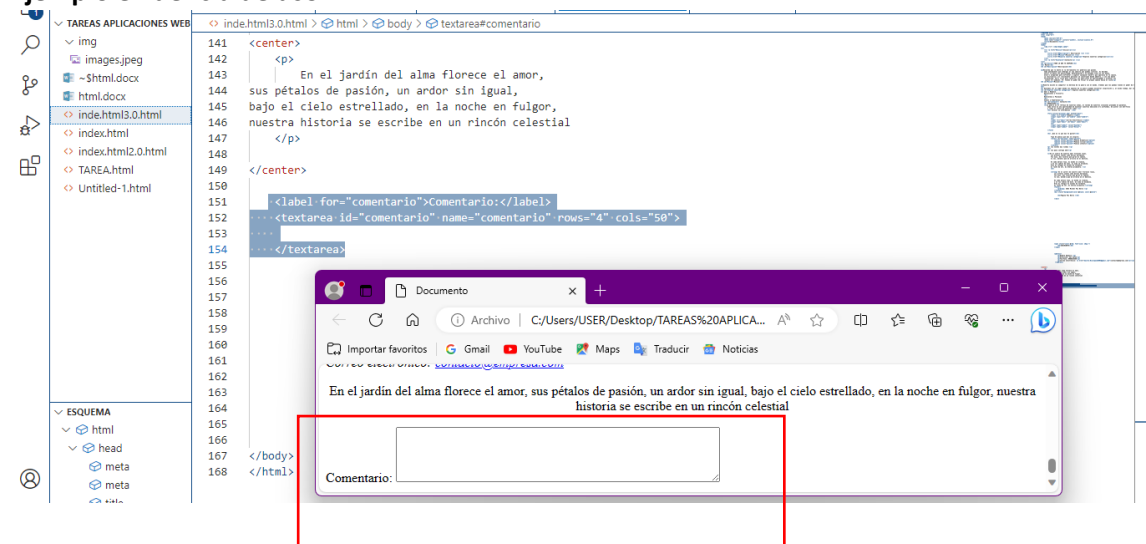 TAREAS APLICACIONES WEB
img
images.jpeg
~$html.docx
html.docx
inde.html3.0.html
index.html
index.html2.0.html
TAREA.html
Untitled-1.html
ESQUEMA
html
head
meta
meta
title
inde.html3.0.html > html > body > textarea#comentario
141 <center>
142 <p>
143 En el jardín del alma florece el amor,
144 sus pétalos de pasión, un ardor sin igual,
145 bajo el cielo estrellado, en la noche en fulgor,
146 nuestra historia se escribe en un rincón celestial
147 </p>
148
149 </center>
150
151 <label for="comentario">Comentario:</label>
152 <textarea id="comentario" name="comentario" rows="4" cols="50">
153
154 </textarea>
155
156
157
158
159
160
161
162
163
164
165
166
167 </body>
168 </html>
Documento
Archivo | C:/Users/USER/Desktop/TAREAS%20APLICA...
Importar favoritos Gmail YouTube Maps Traducir Noticias
Correo electrónico: contacto@empresa.com
En el jardín del alma florece el amor, sus pétalos de pasión, un ardor sin igual, bajo el cielo estrellado, en la noche en fulgor, nuestra
historia se escribe en un rincón celestial
Comentario: